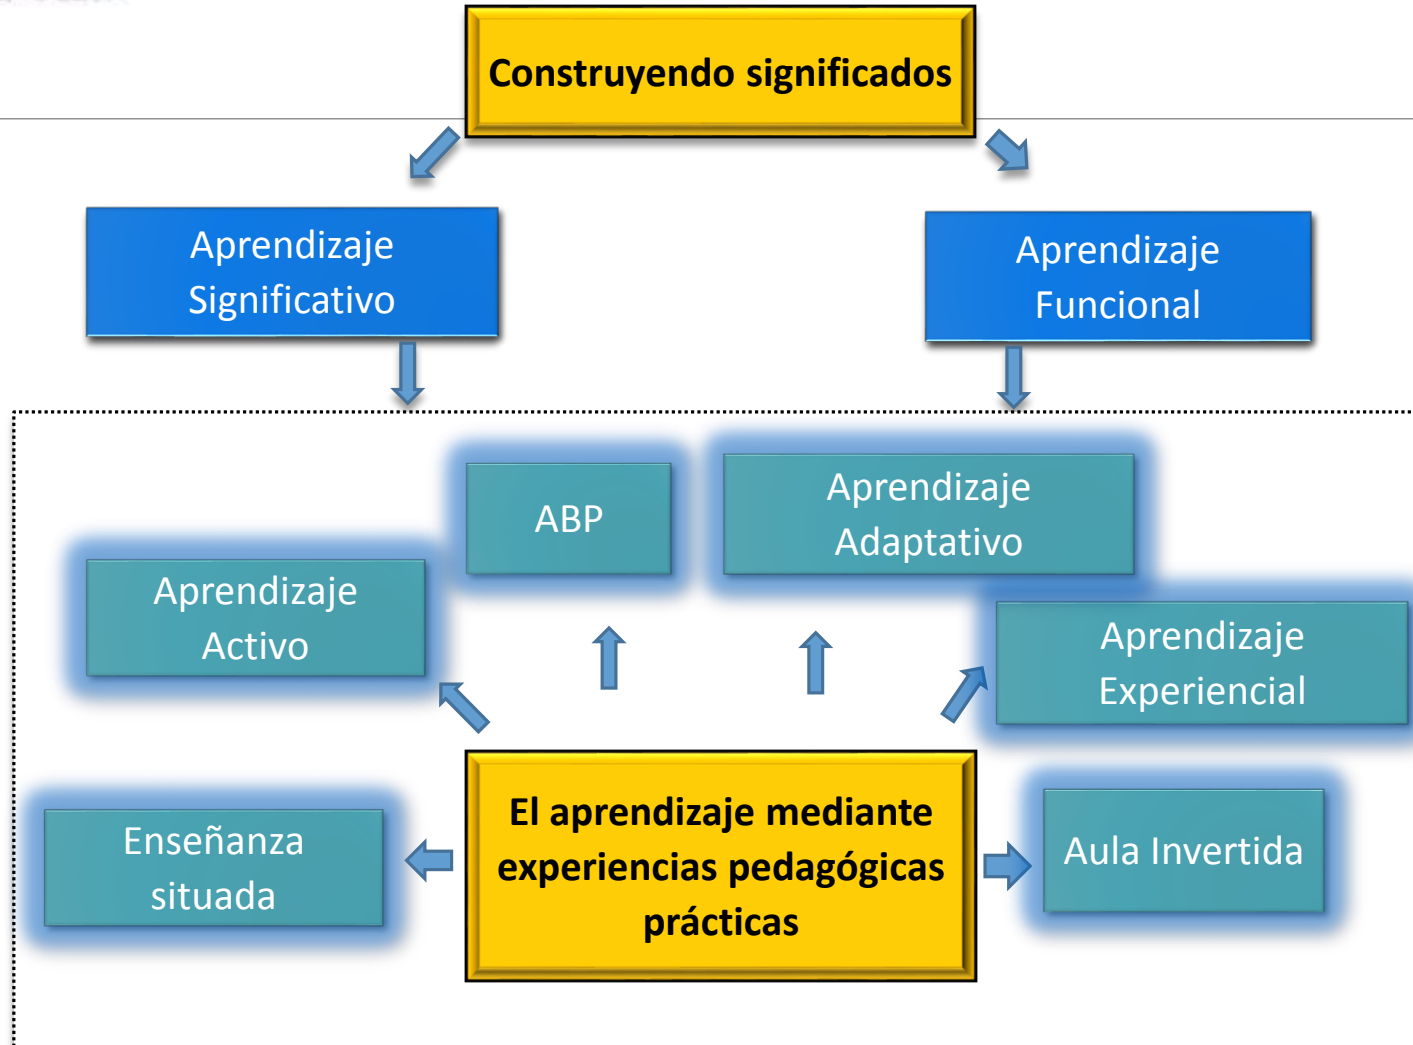 Construyendo significados
Aprendizaje
Significativo
Aprendizaje
Funcional
ABP
Aprendizaje
Adaptativo
Aprendizaje
Activo
Aprendizaje
Experiencial
El aprendizaje mediante
experiencias pedagógicas
prácticas
Enseñanza
situada
Aula Invertida